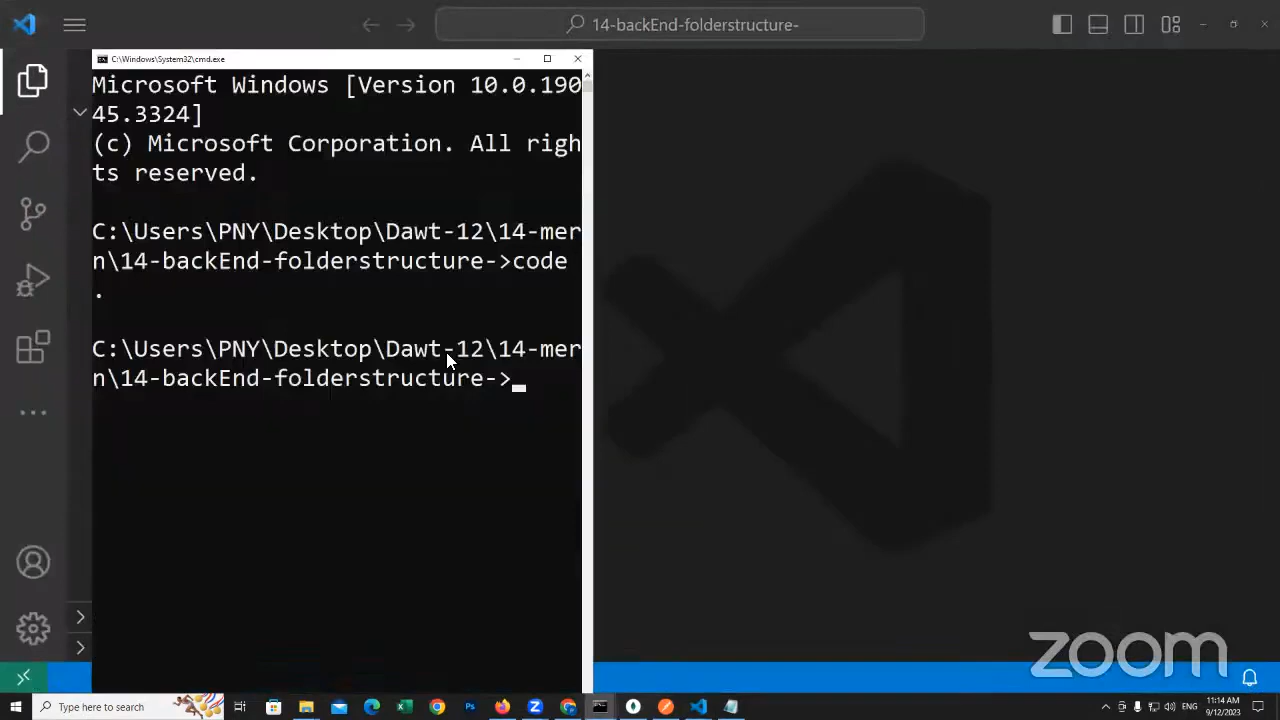 14-backEnd-folderstructure-
C:\Windows\System32\cmd.exe
Microsoft Windows [Version 10.0.190
45.3324]
(c) Microsoft Corporation. All righ
ts reserved.
C:\Users\PNY\Desktop\Dawt-12\14-mer
n\14-backEnd-folderstructure->code
.
C:\Users\PNY\Desktop\Dawt-12\14-mer
n\14-backEnd-folderstructure->
zoom
Type here to search
11:14 AM
9/12/2023